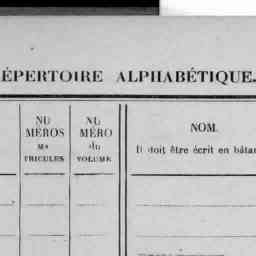 ÉPERTOIRE ALPHABÉTIQUE.
NU
MÉROS
Ma
TRICULES
NU
MÉRO
du
VOLUME
NOM.
Il doit être écrit en bâta